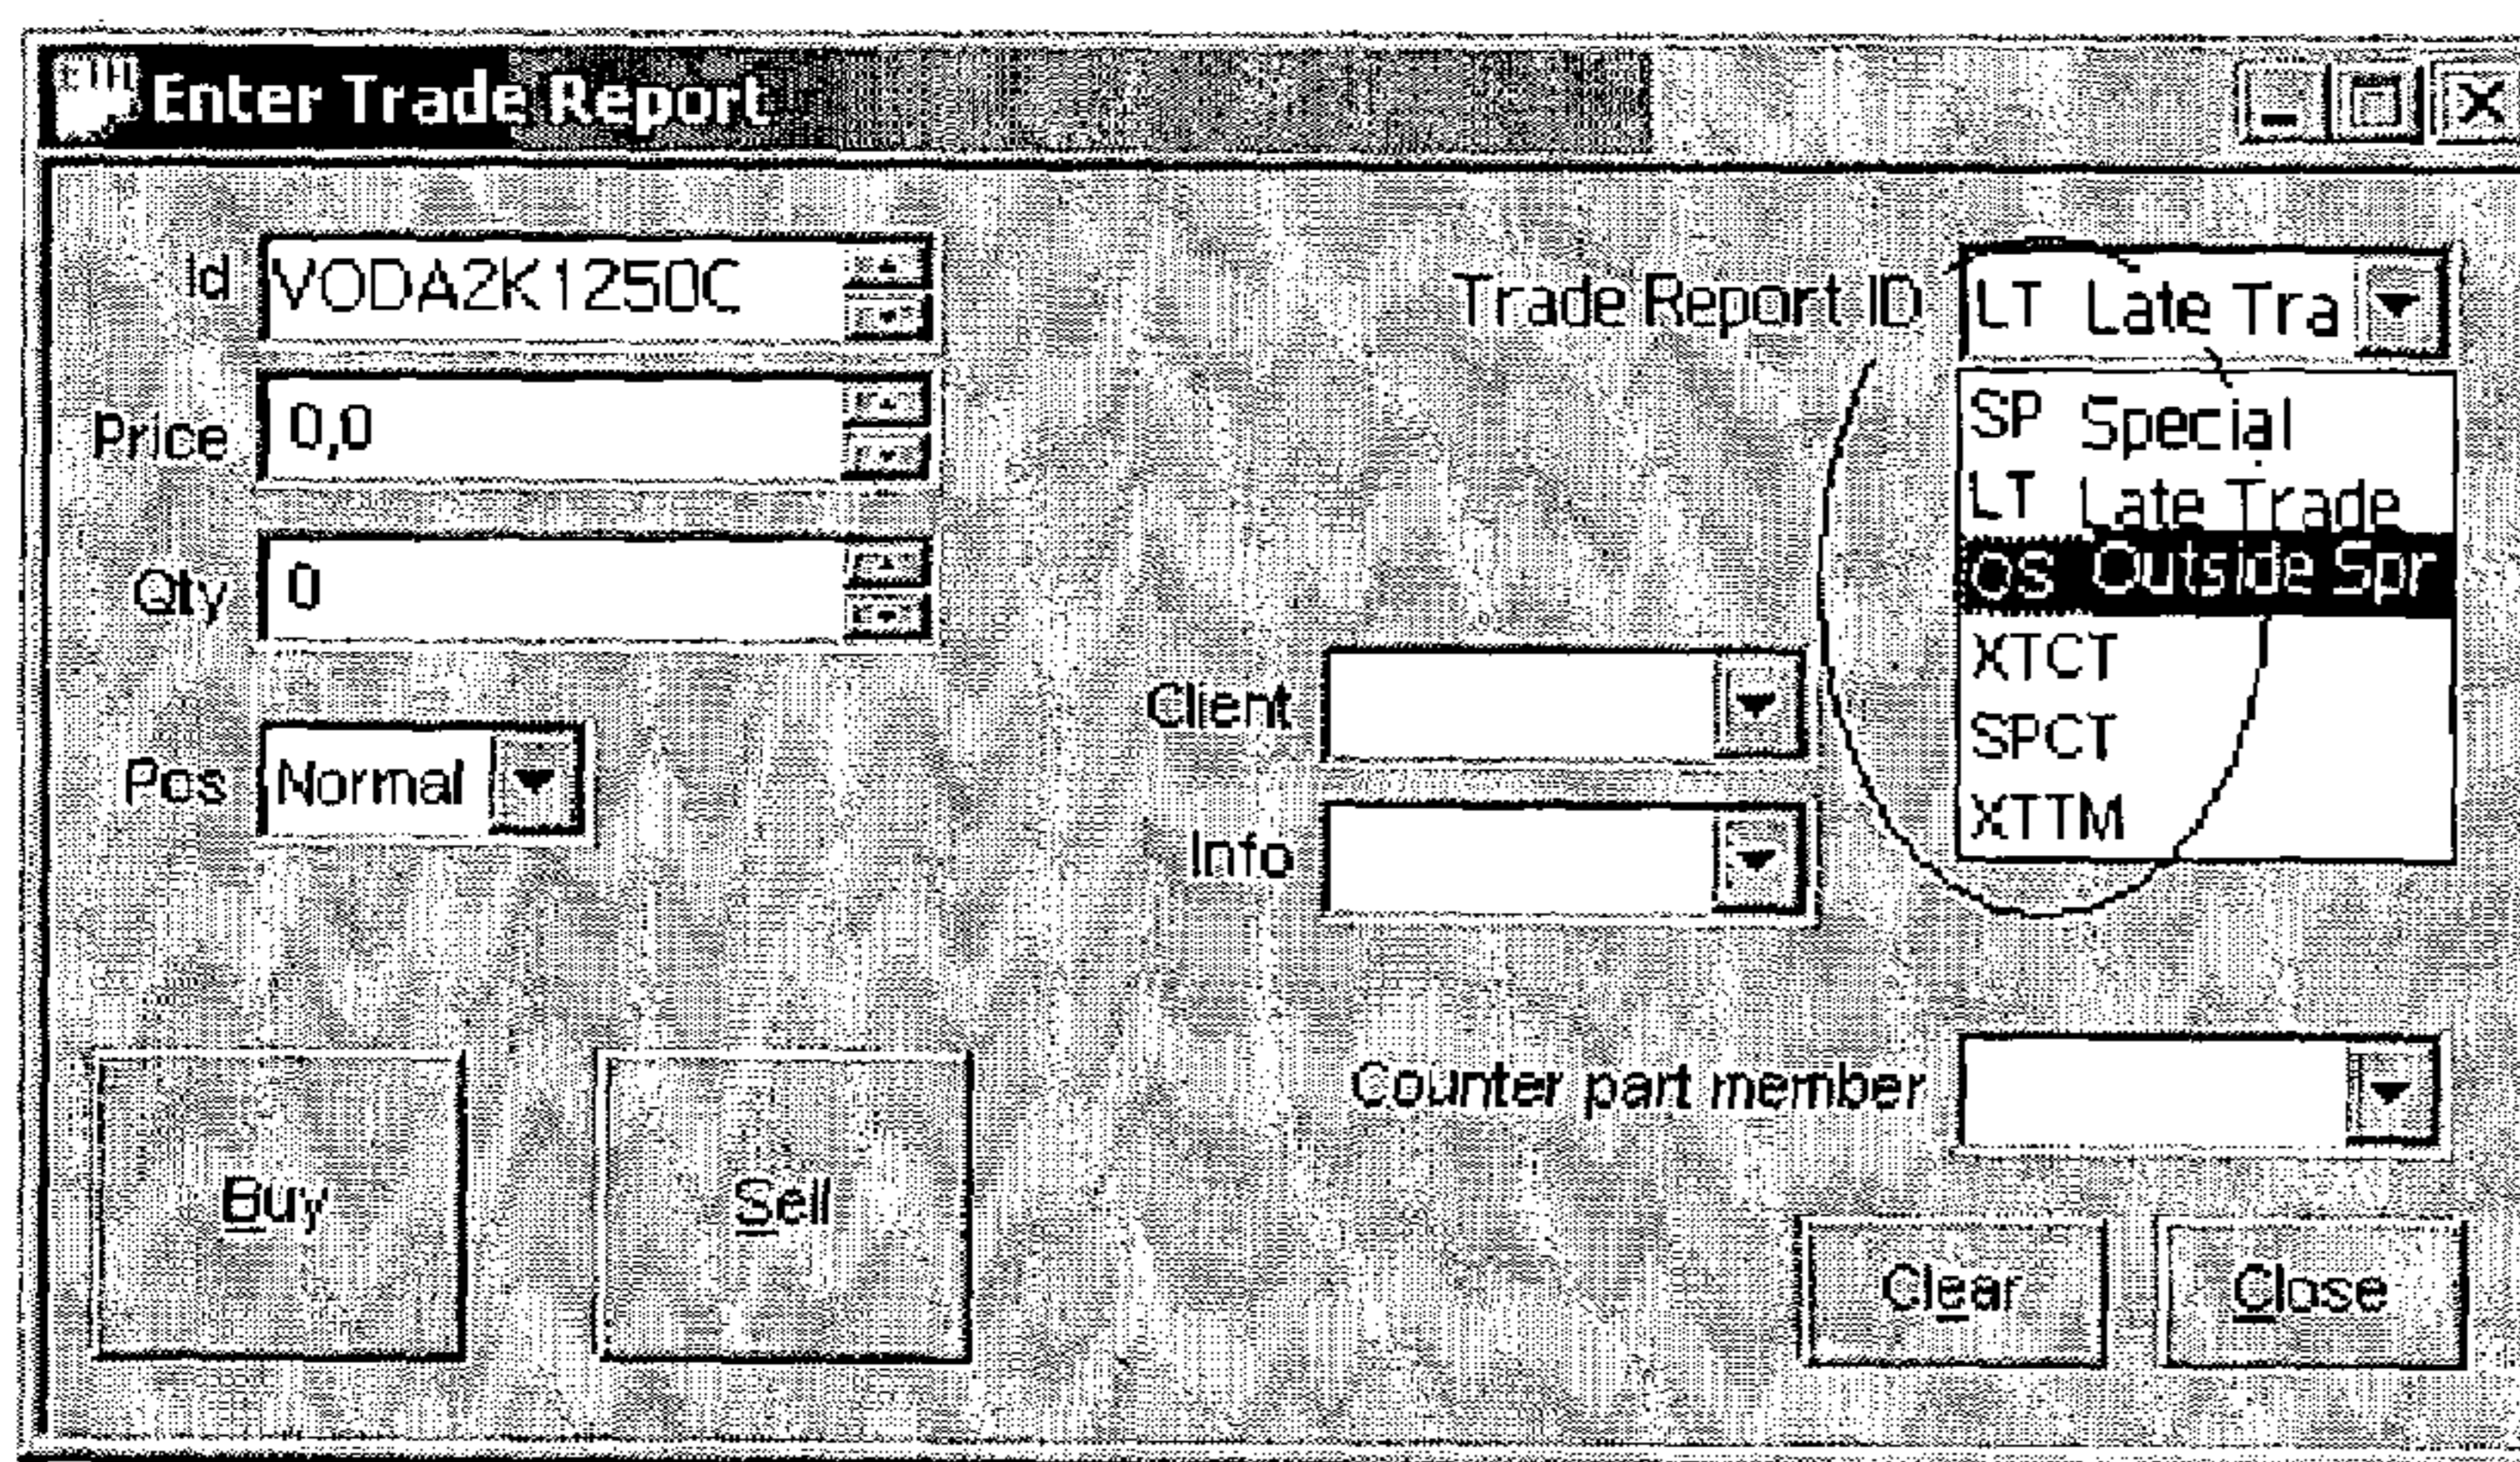 Enter Trade Report
Id VODA2K1250C
Price 0,0
Qty 0
Pos Normal
Trade Report ID LT Late Tra
SP Special
LT Late Trade
OS Outside Spr
XTCT
SPCT
XTTM
Client
Info
Counter part member
Buy
Sell
Clear
Close